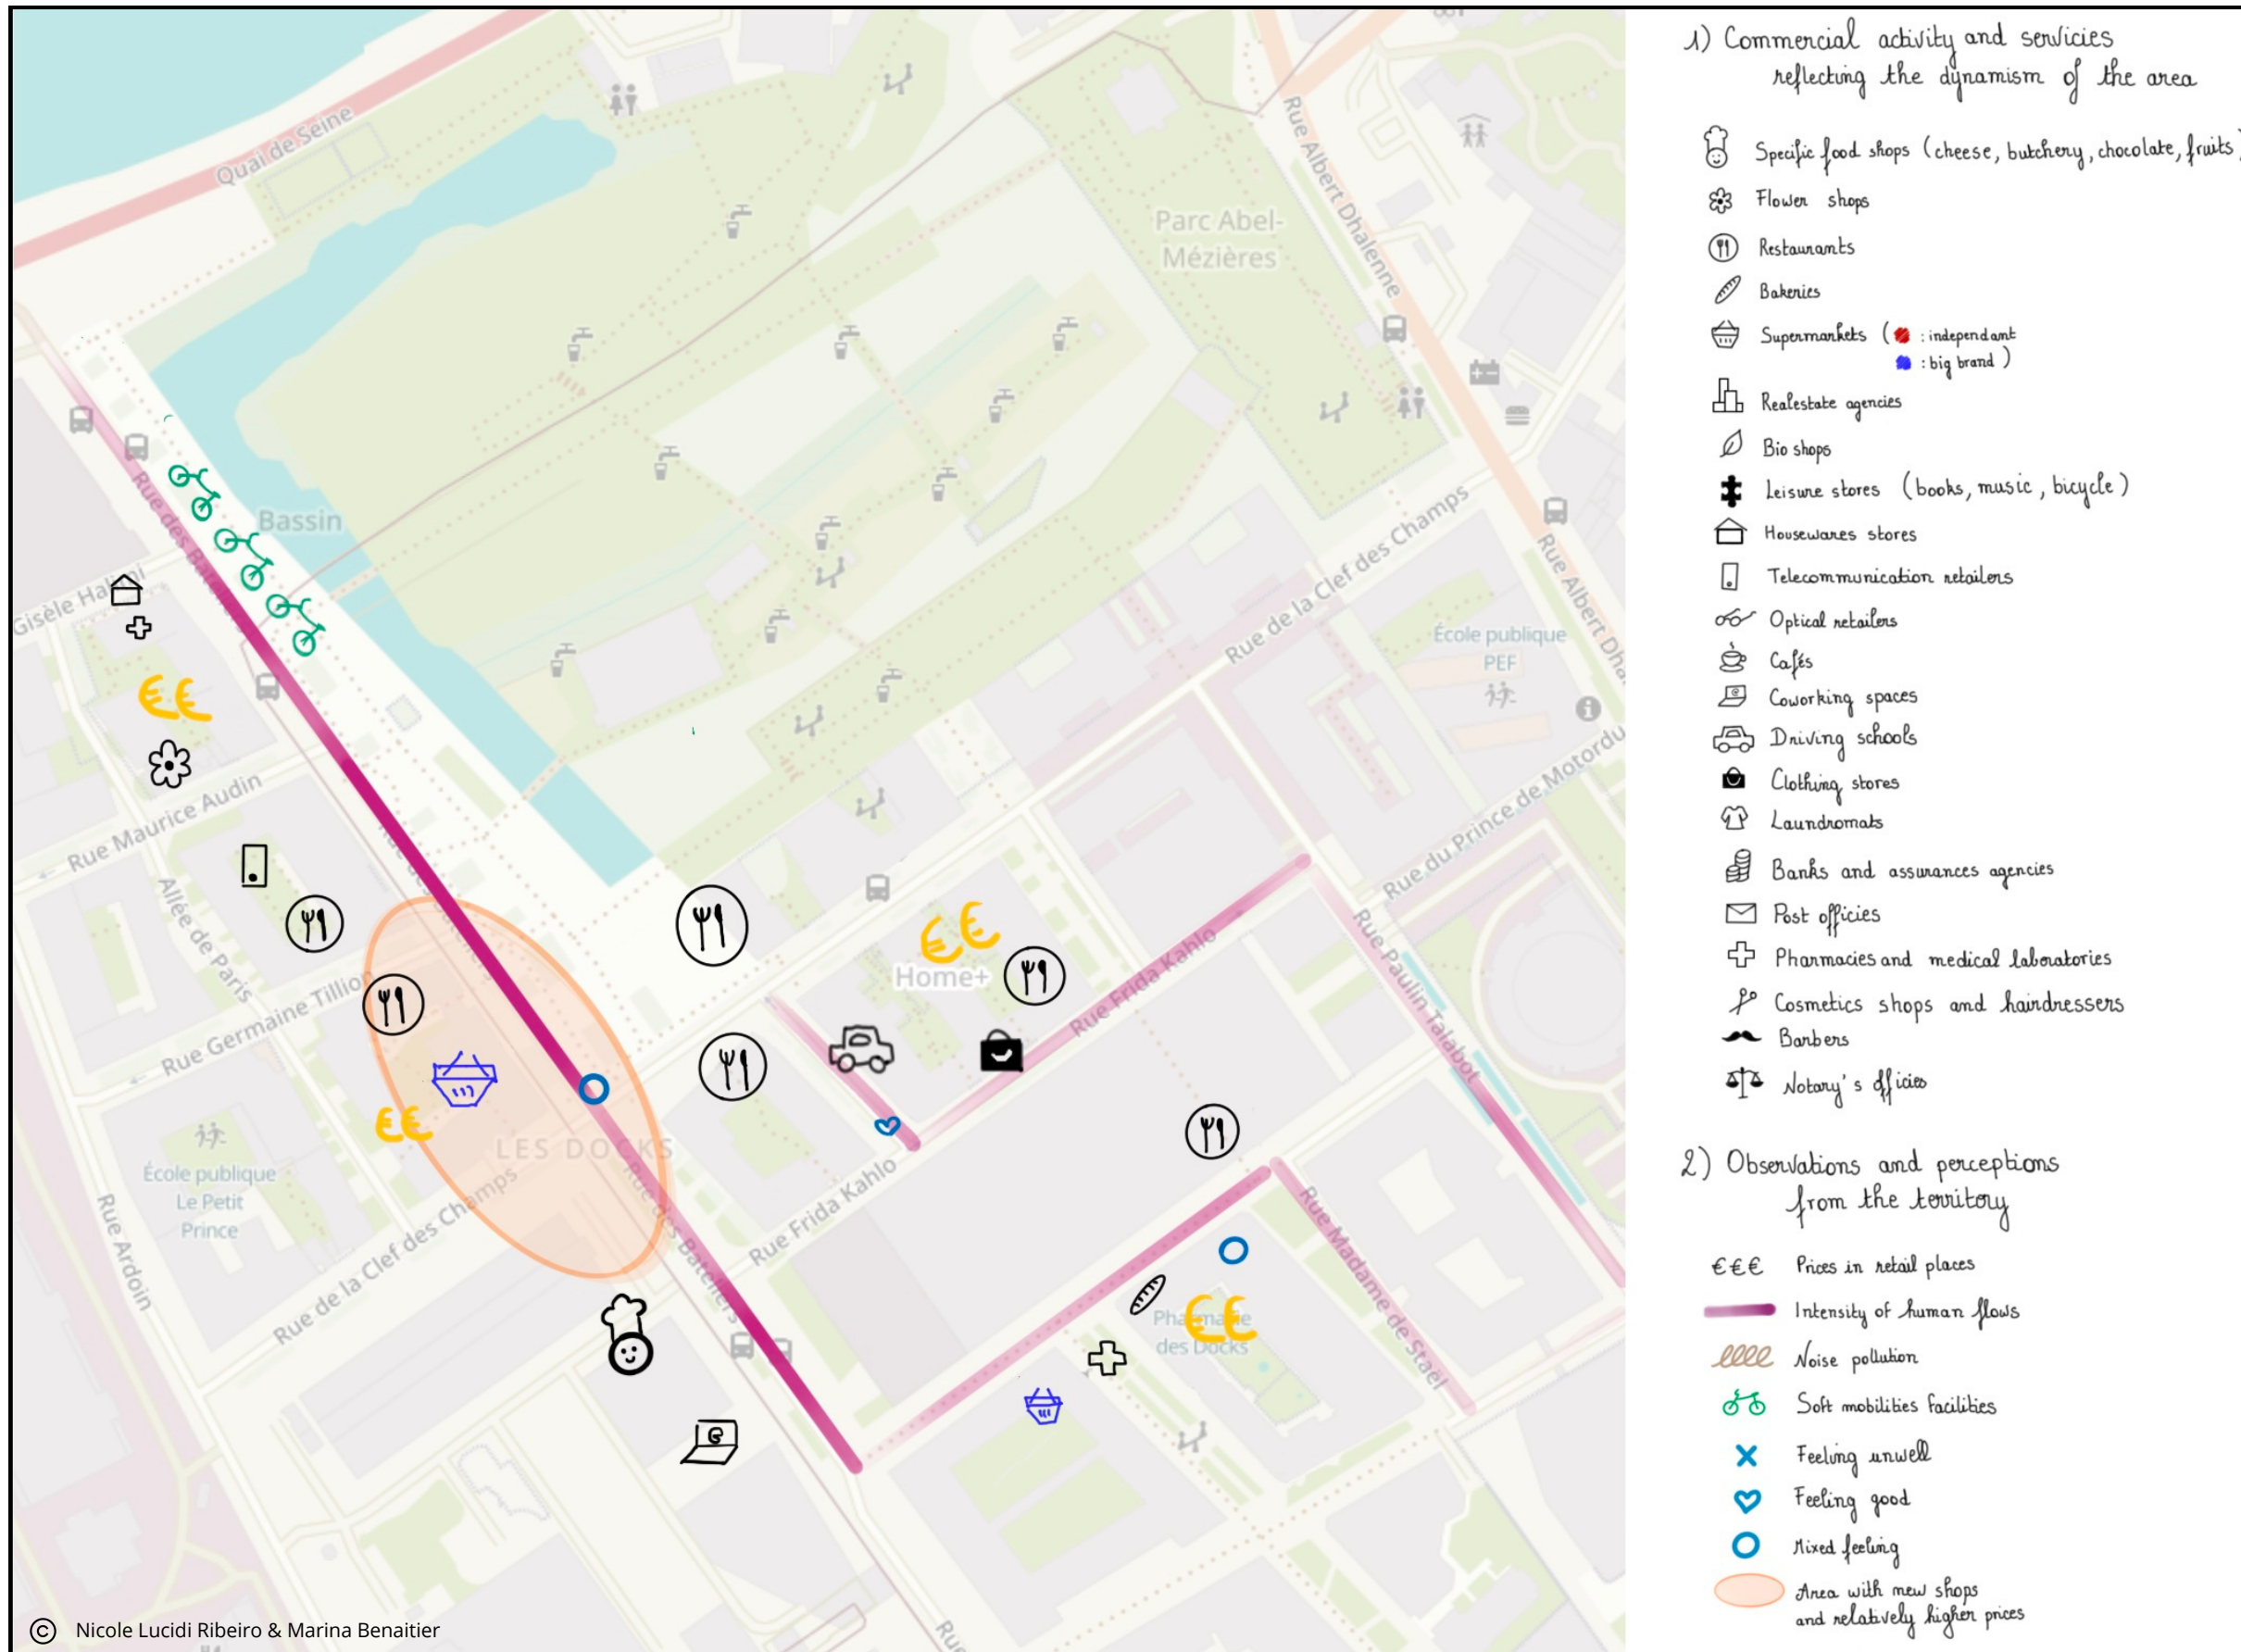 Quai de Seine
Rue Albert Dhalenne
Parc Abel-
Mézières
Rue des Bateliers
Bassin
Gisèle Halimi
Rue de la Clef des Champs
Rue Albert Dha
École publique
PEF
Rue du Prince de Motordu
Rue Maurice Audin
Allée de Paris
Rue Germaine Tillion
Home+
Rue Frida Kahlo
Rue Paulin Talabot
LES DOCKS
École publique
Le Petit
Prince
Rue Ardoin
Rue de la Clef des Champs
Rue des Bateliers
Rue Frida Kahlo
Rue Madame de Staël
Pharmacie
des Docks
Rue
© Nicole Lucidi Ribeiro & Marina Benaitier
1) Commercial activity and servicies
reflecting the dynamism of the area
Specific food shops (cheese, butchery, chocolate, fruits)
Flower shops
Restaurants
Bakeries
Supermarkets ( : independant
: big brand )
Realestate agencies
Bio shops
Leisure stores (books, music, bicycle)
Housewares stores
Telecommunication retailers
Optical retailers
Cafés
Coworking spaces
Driving schools
Clothing stores
Laundromats
Banks and assurances agencies
Post officies
Pharmacies and medical laboratories
Cosmetics shops and hairdressers
Barbers
Notary's officies
2) Observations and perceptions
from the territory
€€€ Prices in retail places
Intensity of human flows
Noise pollution
Soft mobilities facilities
Feeling unwell
Feeling good
Mixed feeling
Area with new shops
and relatively higher prices